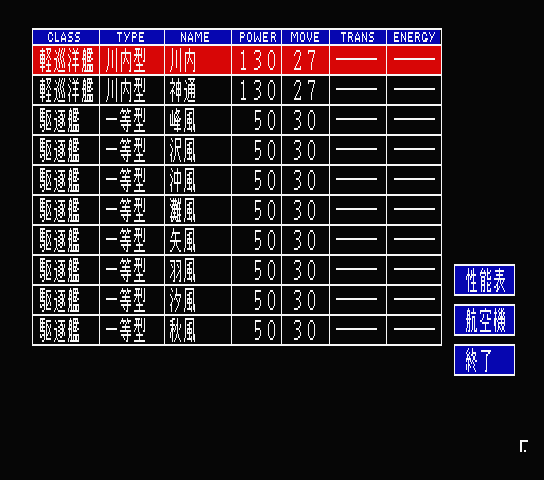 CLASS TYPE NAME POWER MOVE TRANS ENERGY
軽巡洋艦 川内型 川内 130 27 ── ──
軽巡洋艦 川内型 神通 130 27 ── ──
駆逐艦 一等型 峰風 50 30 ── ──
駆逐艦 一等型 沢風 50 30 ── ──
駆逐艦 一等型 沖風 50 30 ── ──
駆逐艦 一等型 灘風 50 30 ── ──
駆逐艦 一等型 矢風 50 30 ── ──
駆逐艦 一等型 羽風 50 30 ── ──
駆逐艦 一等型 汐風 50 30 ── ──
駆逐艦 一等型 秋風 50 30 ── ──
性能表
航空機
終了